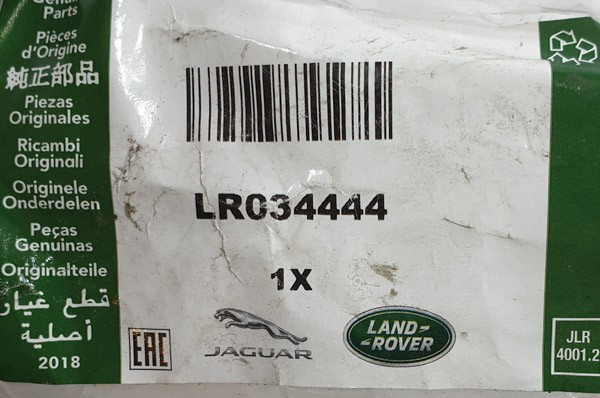 Genuine
Parts
Pièces
d'Origine
純正部品
Piezas
Originales
Ricambi
Originali
Originele
Onderdelen
Peças
Genuinas
Originalteile
قطع غيار
أصلية
2018
LR034444
1X
EAC
JAGUAR
LAND-
-ROVER
JLR
4001.2